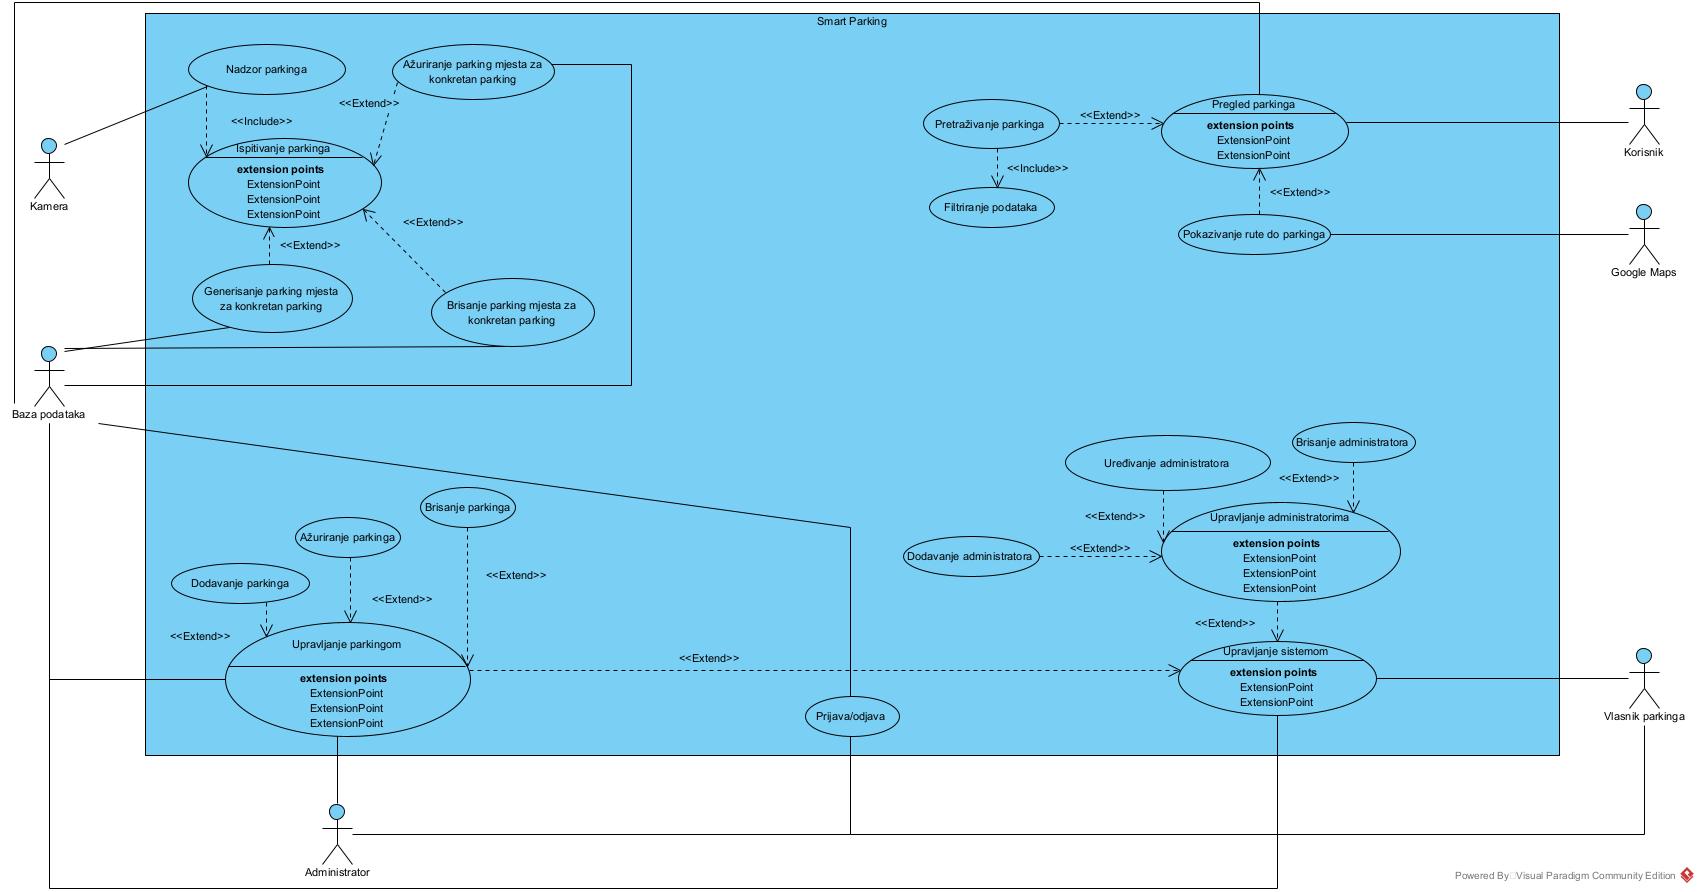 Smart Parking
Nadzor parkinga
Ažuriranje parking mjesta za
konkretan parking
<<Extend>>
<<Include>>
Ispitivanje parkinga
extension points
ExtensionPoint
ExtensionPoint
ExtensionPoint
<<Extend>>
<<Extend>>
Generisanje parking mjesta
za konkretan parking
Brisanje parking mjesta za
konkretan parking
Kamera
Baza podataka
Pretraživanje parkinga
<<Extend>>
<<Include>>
Filtriranje podataka
Pregled parkinga
extension points
ExtensionPoint
ExtensionPoint
<<Extend>>
Pokazivanje rute do parkinga
Korisnik
Google Maps
Brisanje parkinga
Ažuriranje parkinga
Dodavanje parkinga
<<Extend>>
<<Extend>>
<<Extend>>
Upravljanje parkingom
extension points
ExtensionPoint
ExtensionPoint
ExtensionPoint
<<Extend>>
Prijava/odjava
Uređivanje administratora
Brisanje administratora
<<Extend>>
<<Extend>>
Dodavanje administratora
<<Extend>>
Upravljanje administratorima
extension points
ExtensionPoint
ExtensionPoint
ExtensionPoint
<<Extend>>
Upravljanje sistemom
extension points
ExtensionPoint
ExtensionPoint
Vlasnik parkinga
Administrator
Powered By Visual Paradigm Community Edition